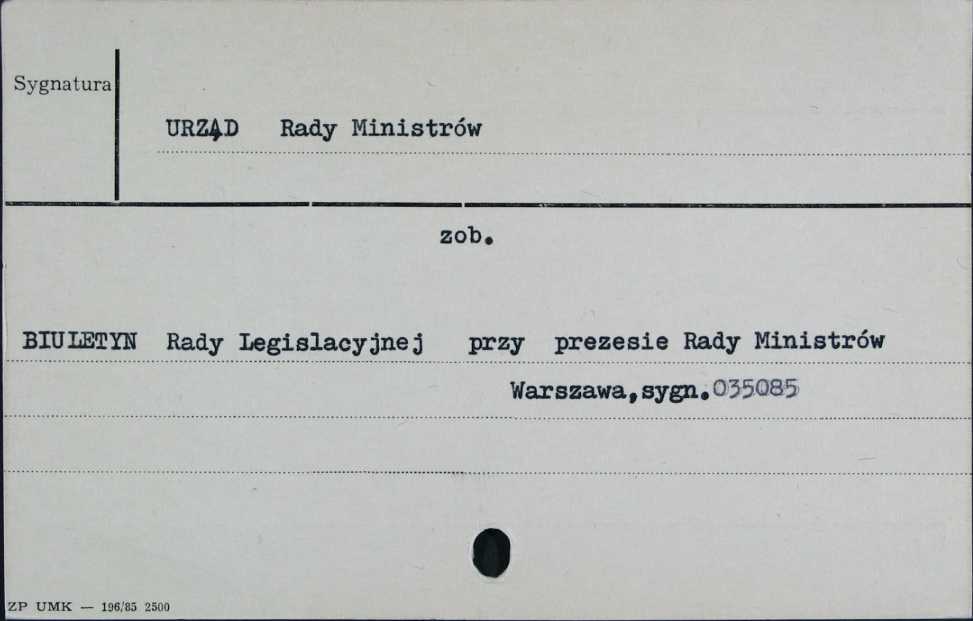 Sygnatura
URZĄD Rady Ministrów
zob.
BIULETYN Rady Legislacyjnej przy prezesie Rady Ministrów
Warszawa,sygn.035085
ZP UMK — 196/85 2500